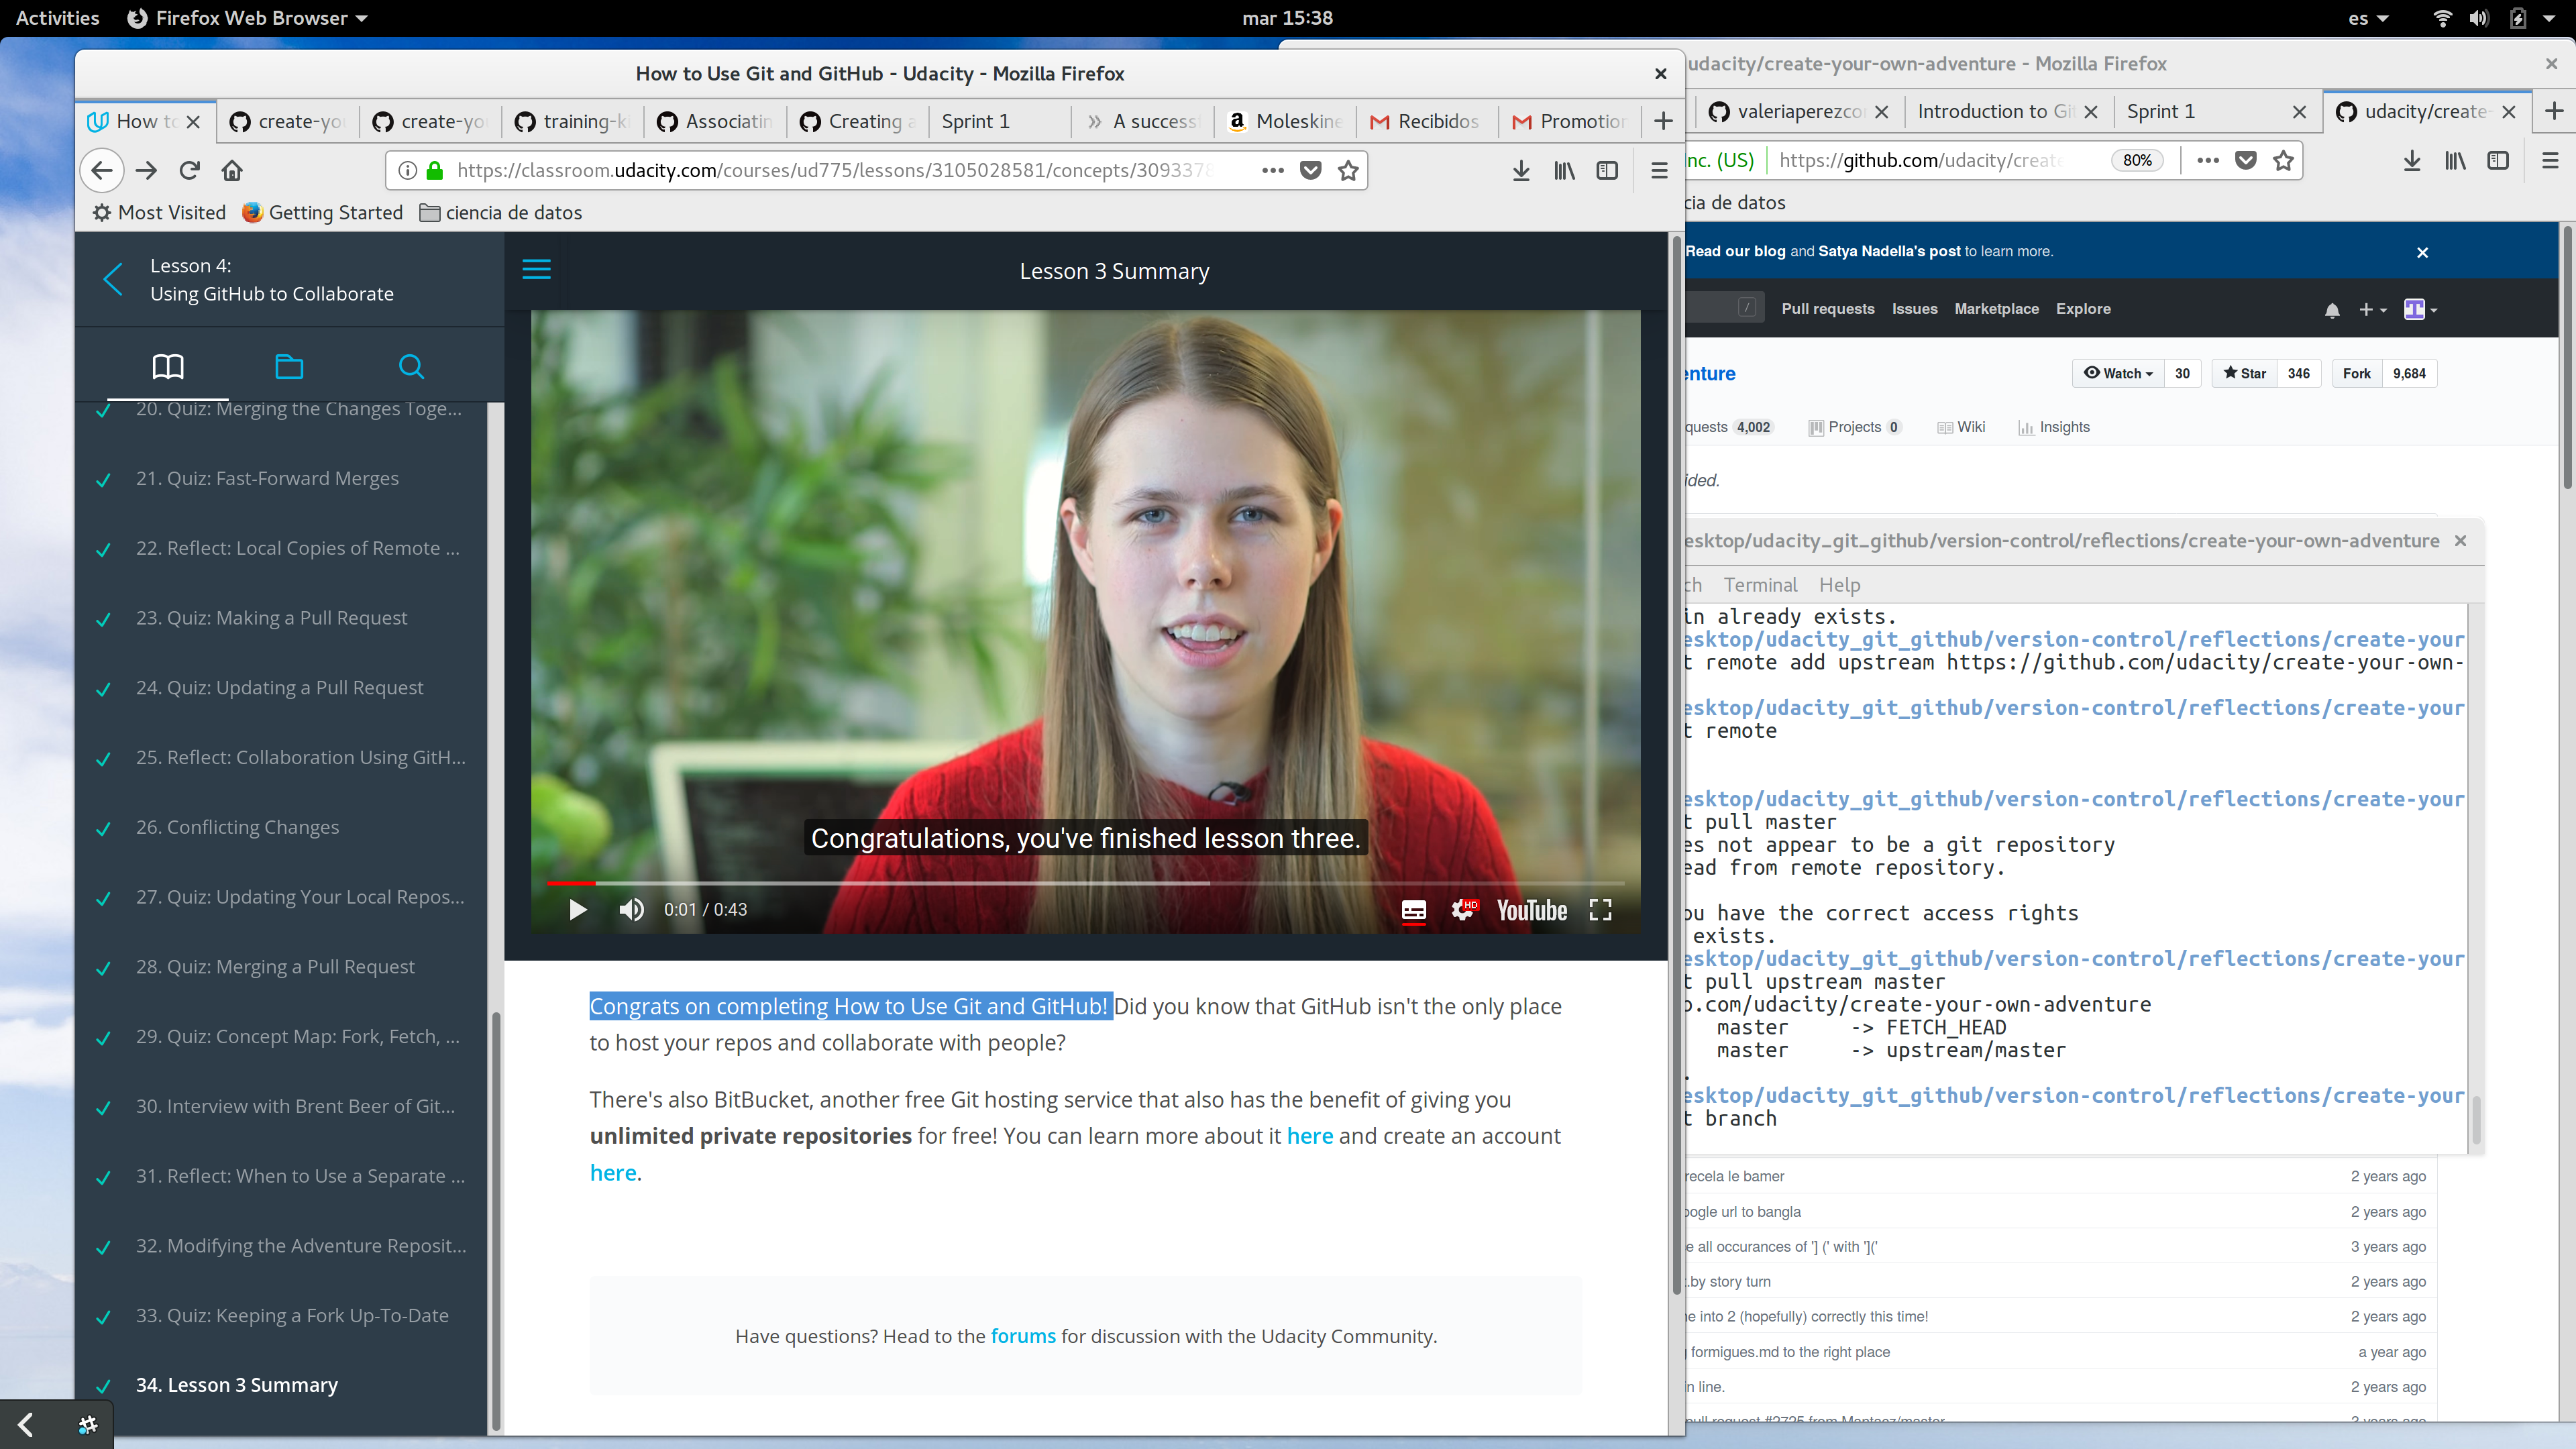 Activities Firefox Web Browser mar 15:38 es
How to Use Git and GitHub - Udacity - Mozilla Firefox
How to create-yo create-yo training-k Associatin Creating a Sprint 1 A success Moleskine Recibidos Promotion
https://classroom.udacity.com/courses/ud775/lessons/3105028581/concepts/3093378
Most Visited Getting Started ciencia de datos
Lesson 4:
Using GitHub to Collaborate
Lesson 3 Summary
20. Quiz: Merging the Changes Toge...
21. Quiz: Fast-Forward Merges
22. Reflect: Local Copies of Remote ...
23. Quiz: Making a Pull Request
24. Quiz: Updating a Pull Request
25. Reflect: Collaboration Using GitH...
26. Conflicting Changes
27. Quiz: Updating Your Local Repos...
28. Quiz: Merging a Pull Request
29. Quiz: Concept Map: Fork, Fetch, ...
30. Interview with Brent Beer of Git...
31. Reflect: When to Use a Separate ...
32. Modifying the Adventure Reposit...
33. Quiz: Keeping a Fork Up-To-Date
34. Lesson 3 Summary
Congratulations, you've finished lesson three.
0:01 / 0:43 HD YouTube
Congrats on completing How to Use Git and GitHub! Did you know that GitHub isn't the only place
to host your repos and collaborate with people?
There's also BitBucket, another free Git hosting service that also has the benefit of giving you
unlimited private repositories for free! You can learn more about it here and create an account
here.
Have questions? Head to the forums for discussion with the Udacity Community.
udacity/create-your-own-adventure - Mozilla Firefox
valeriaperezco Introduction to Git Sprint 1 udacity/create-
nc. (US) https://github.com/udacity/create 80%
cia de datos
Read our blog and Satya Nadella's post to learn more.
/ Pull requests Issues Marketplace Explore
enture
Watch 30 Star 346 Fork 9,684
quests 4,002 Projects 0 Wiki Insights
ided.
esktop/udacity_git_github/version-control/reflections/create-your-own-adventure
ch Terminal Help
in already exists.
esktop/udacity_git_github/version-control/reflections/create-your
t remote add upstream https://github.com/udacity/create-your-own-
esktop/udacity_git_github/version-control/reflections/create-your
t remote
esktop/udacity_git_github/version-control/reflections/create-your
t pull master
es not appear to be a git repository
ead from remote repository.
ou have the correct access rights
exists.
esktop/udacity_git_github/version-control/reflections/create-your
t pull upstream master
b.com/udacity/create-your-own-adventure
master -> FETCH_HEAD
master -> upstream/master
.
esktop/udacity_git_github/version-control/reflections/create-your
t branch
recela le bamer 2 years ago
oogle url to bangla 2 years ago
e all occurances of '] (' with '](' 3 years ago
t.by story turn 2 years ago
ne into 2 (hopefully) correctly this time! 2 years ago
g formigues.md to the right place a year ago
n line. 2 years ago
pull request #2725 from Mantacz/master 3 years ago